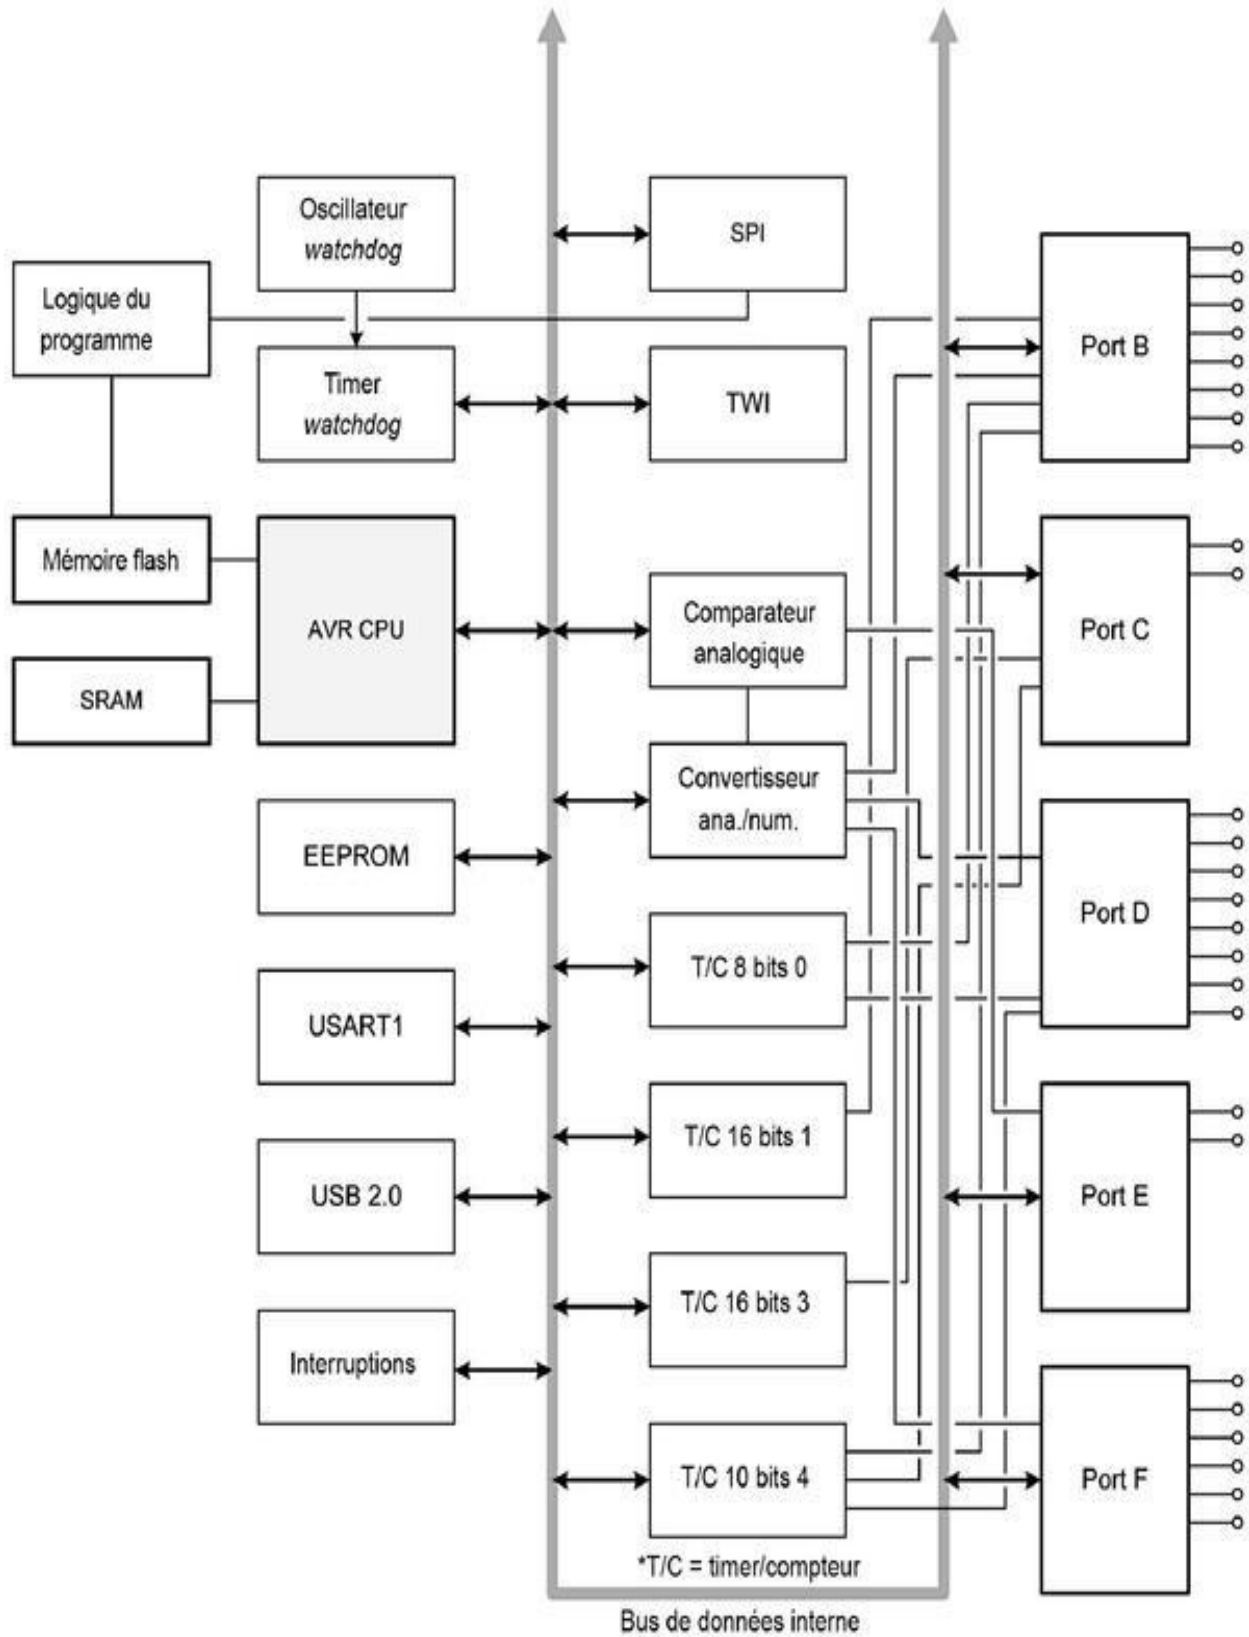 Oscillateur
watchdog
SPI
Logique du
programme
Port B
Timer
watchdog
TWI
Mémoire flash
AVR CPU
Comparateur
analogique
Port C
SRAM
Convertisseur
ana./num.
EEPROM
Port D
T/C 8 bits 0
USART1
T/C 16 bits 1
USB 2.0
Port E
T/C 16 bits 3
Interruptions
T/C 10 bits 4
Port F
*T/C = timer/compteur
Bus de données interne